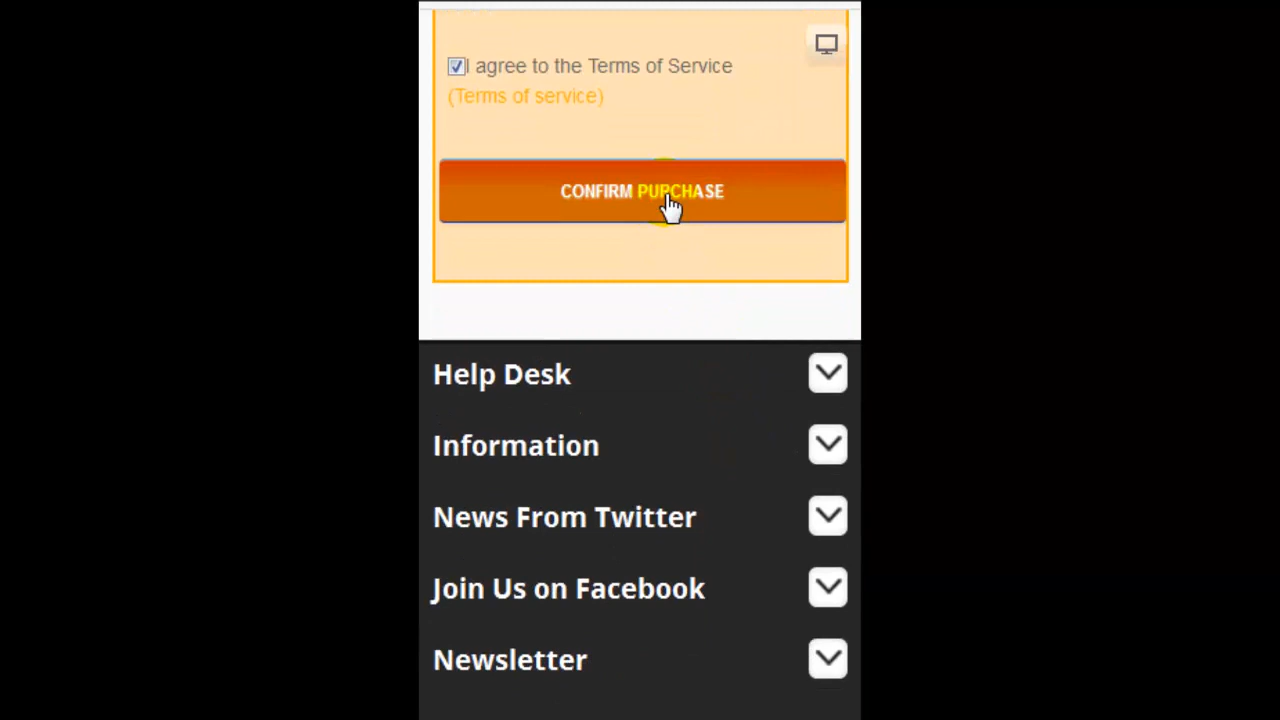 I agree to the Terms of Service
(Terms of service)
CONFIRM PURCHASE
Help Desk
Information
News From Twitter
Join Us on Facebook
Newsletter